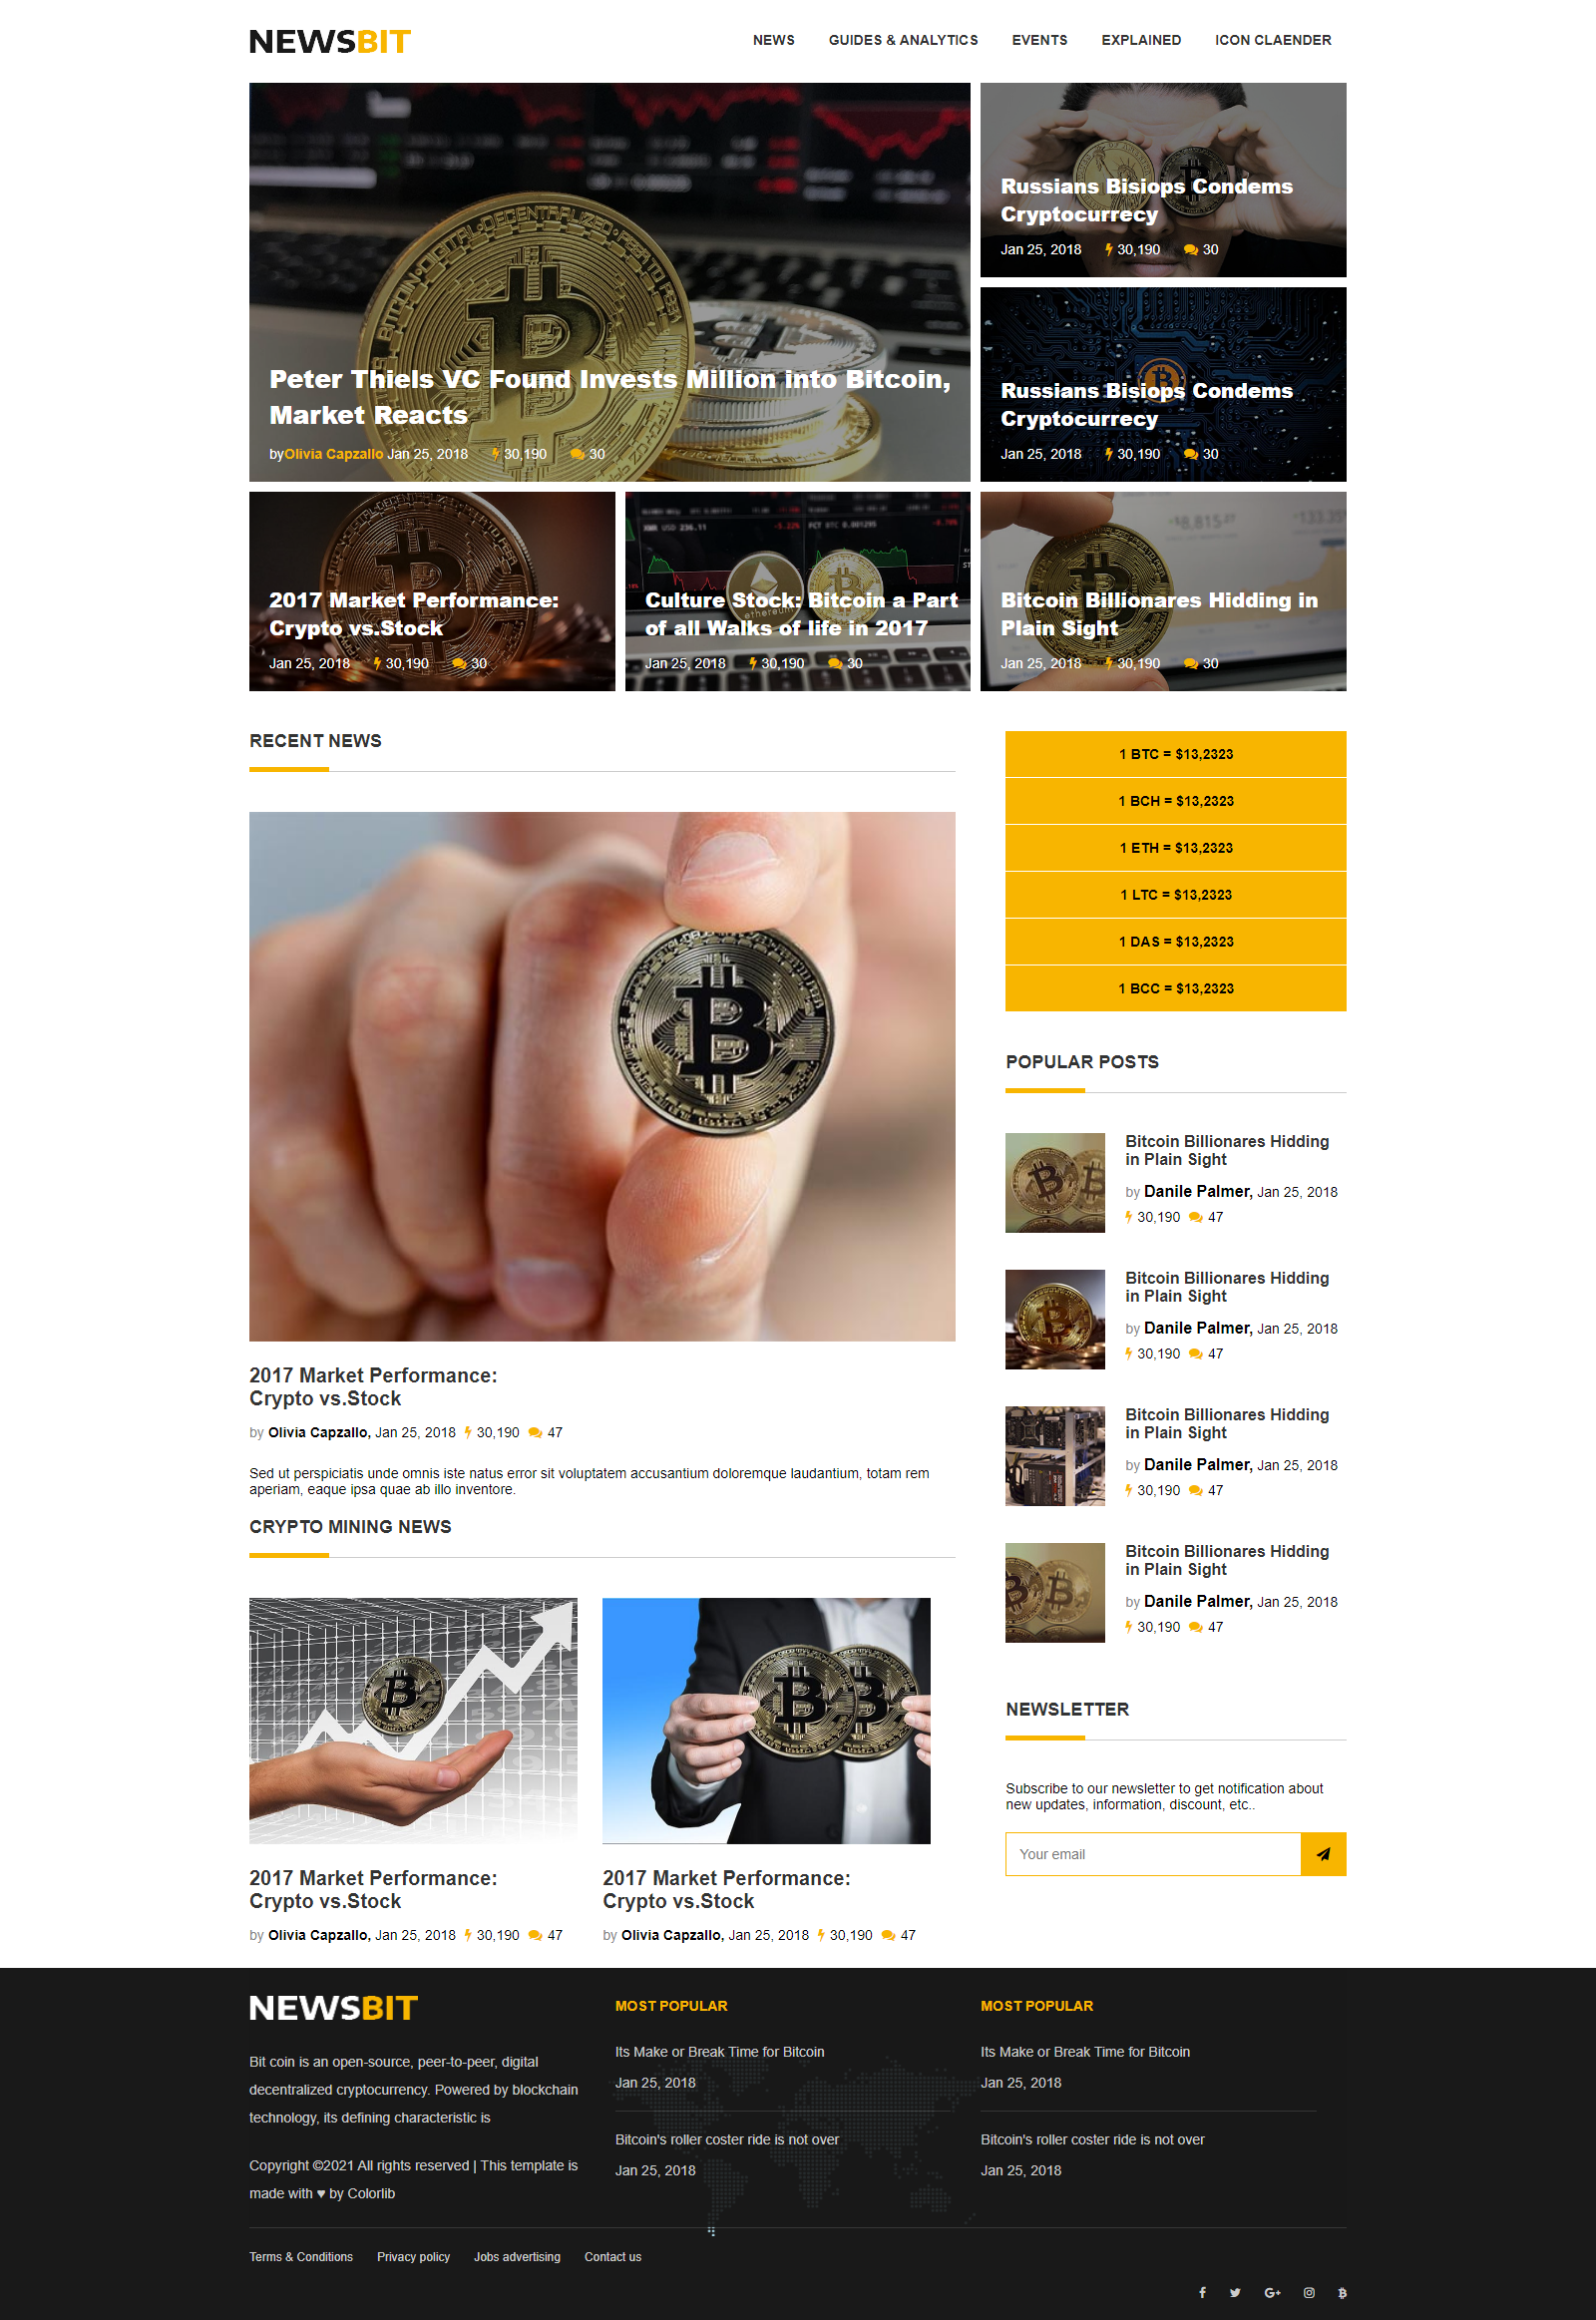 NEWSBIT
NEWS GUIDES & ANALYTICS EVENTS EXPLAINED ICON CLAENDER
Peter Thiels VC Found Invests Million into Bitcoin,
Market Reacts
byOlivia Capzallo Jan 25, 2018 30,190 30
Russians Bisiops Condems
Cryptocurrecy
Jan 25, 2018 30,190 30
Russians Bisiops Condems
Cryptocurrecy
Jan 25, 2018 30,190 30
2017 Market Performance:
Crypto vs.Stock
Jan 25, 2018 30,190 30
Culture Stock: Bitcoin a Part
of all Walks of life in 2017
Jan 25, 2018 30,190 30
Bitcoin Billionares Hidding in
Plain Sight
Jan 25, 2018 30,190 30
RECENT NEWS
2017 Market Performance:
Crypto vs.Stock
by Olivia Capzallo, Jan 25, 2018 30,190 47
Sed ut perspiciatis unde omnis iste natus error sit voluptatem accusantium doloremque laudantium, totam rem
aperiam, eaque ipsa quae ab illo inventore.
CRYPTO MINING NEWS
2017 Market Performance:
Crypto vs.Stock
by Olivia Capzallo, Jan 25, 2018 30,190 47
2017 Market Performance:
Crypto vs.Stock
by Olivia Capzallo, Jan 25, 2018 30,190 47
1 BTC = $13,2323
1 BCH = $13,2323
1 ETH = $13,2323
1 LTC = $13,2323
1 DAS = $13,2323
1 BCC = $13,2323
POPULAR POSTS
Bitcoin Billionares Hidding
in Plain Sight
by Danile Palmer, Jan 25, 2018
30,190 47
Bitcoin Billionares Hidding
in Plain Sight
by Danile Palmer, Jan 25, 2018
30,190 47
Bitcoin Billionares Hidding
in Plain Sight
by Danile Palmer, Jan 25, 2018
30,190 47
Bitcoin Billionares Hidding
in Plain Sight
by Danile Palmer, Jan 25, 2018
30,190 47
NEWSLETTER
Subscribe to our newsletter to get notification about
new updates, information, discount, etc..
Your email
NEWSBIT
Bit coin is an open-source, peer-to-peer, digital
decentralized cryptocurrency. Powered by blockchain
technology, its defining characteristic is
Copyright ©2021 All rights reserved | This template is
made with ♥ by Colorlib
MOST POPULAR
Its Make or Break Time for Bitcoin
Jan 25, 2018
Bitcoin's roller coster ride is not over
Jan 25, 2018
MOST POPULAR
Its Make or Break Time for Bitcoin
Jan 25, 2018
Bitcoin's roller coster ride is not over
Jan 25, 2018
Terms & Conditions Privacy policy Jobs advertising Contact us